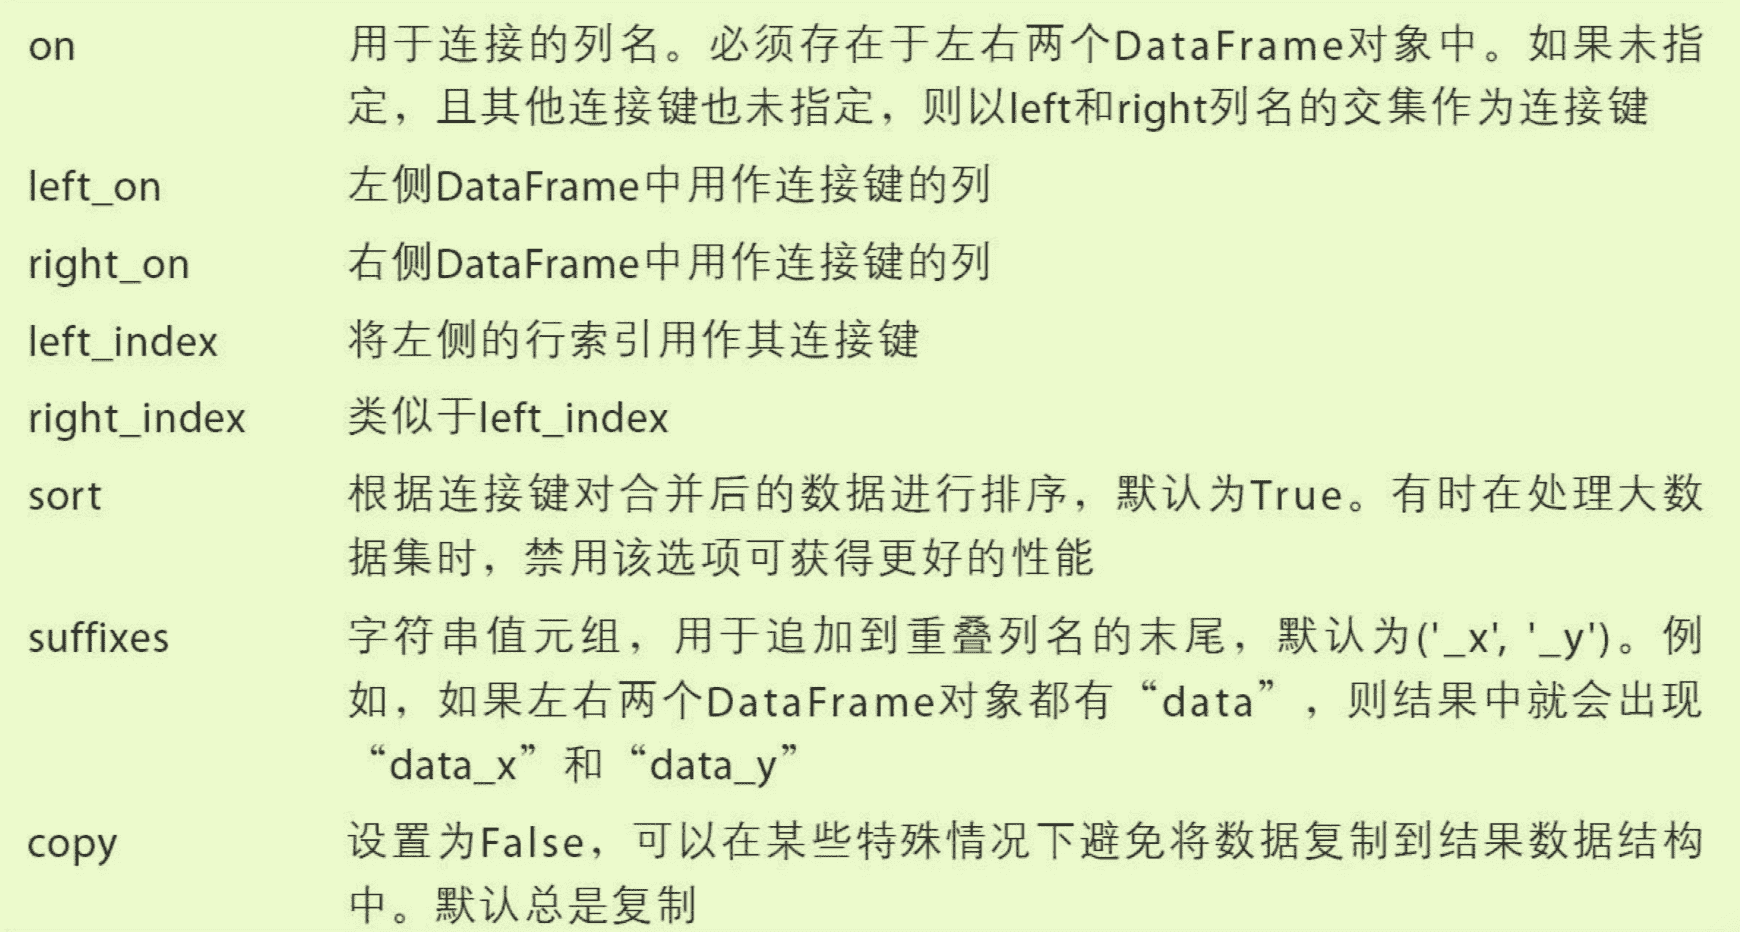 on 用于连接的列名。必须存在于左右两个DataFrame对象中。如果未指
定，且其他连接键也未指定，则以left和right列名的交集作为连接键
left_on 左侧DataFrame中用作连接键的列
right_on 右侧DataFrame中用作连接键的列
left_index 将左侧的行索引用作其连接键
right_index 类似于left_index
sort 根据连接键对合并后的数据进行排序，默认为True。有时在处理大数
据集时，禁用该选项可获得更好的性能
suffixes 字符串值元组，用于追加到重叠列名的末尾，默认为('_x', '_y')。例
如，如果左右两个DataFrame对象都有“data”，则结果中就会出现
“data_x”和“data_y”
copy 设置为False，可以在某些特殊情况下避免将数据复制到结果数据结构
中。默认总是复制